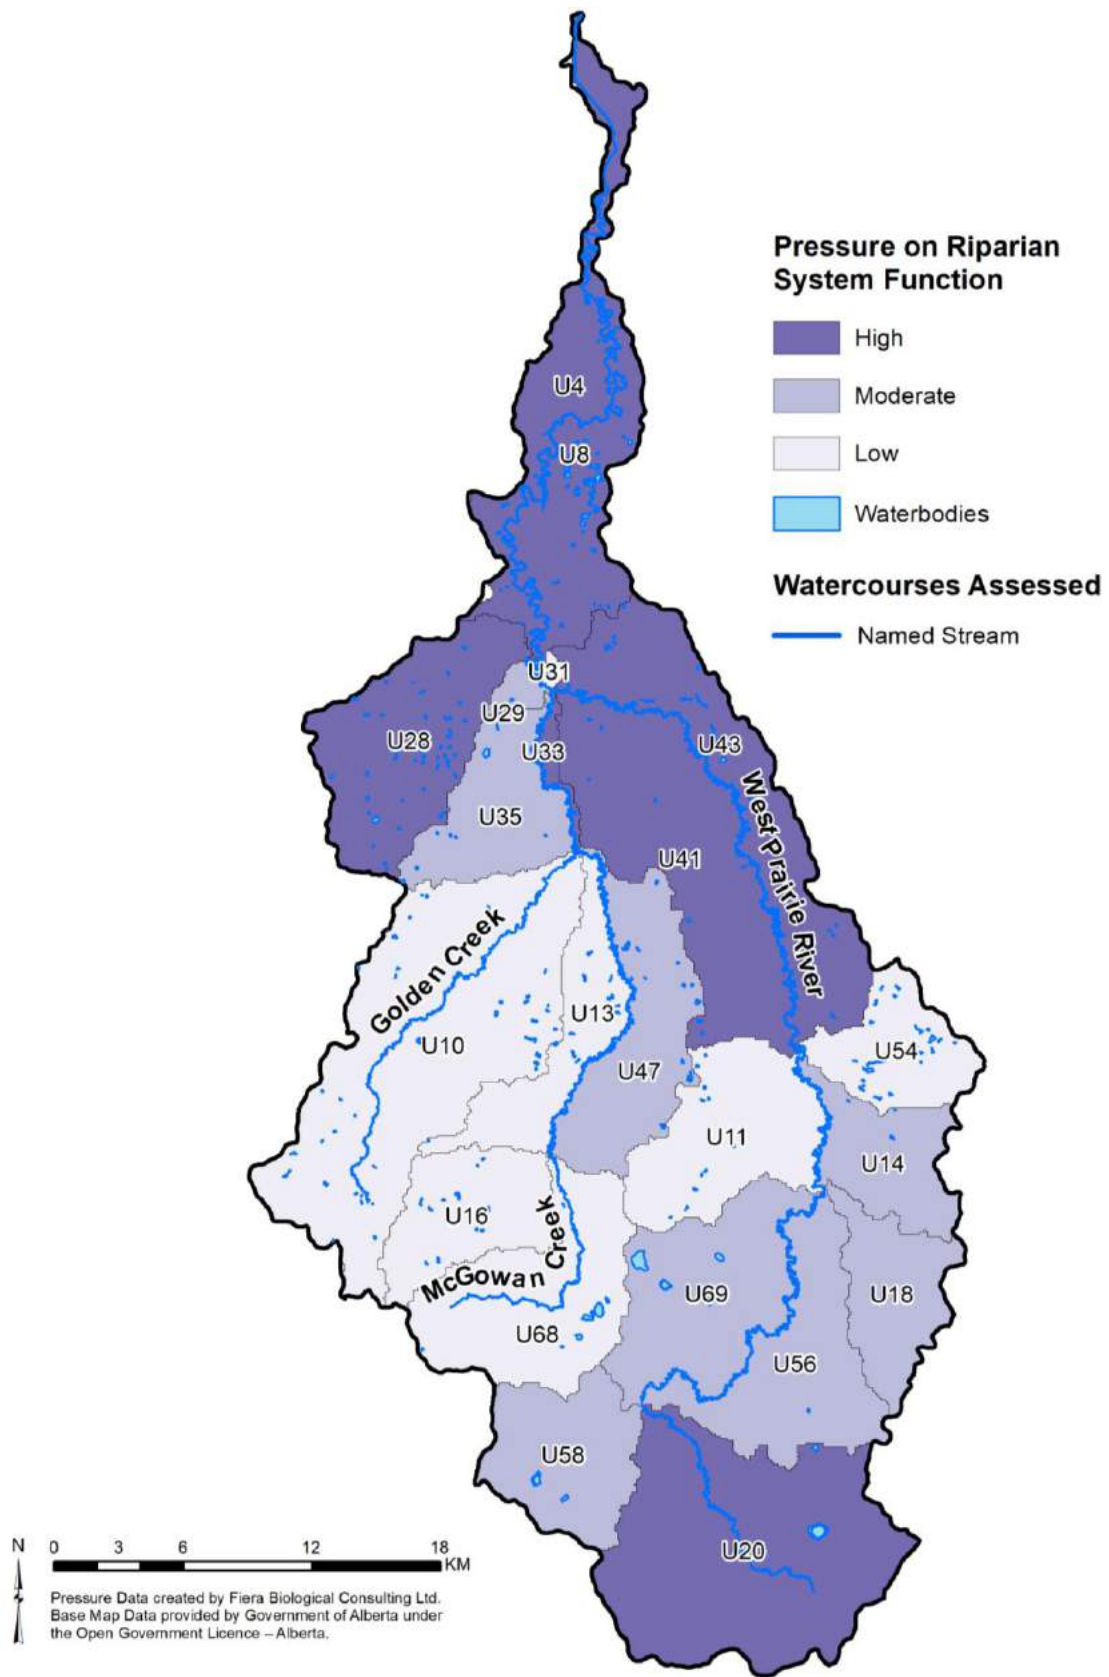 Pressure on Riparian
System Function
High
Moderate
Low
Waterbodies
Watercourses Assessed
Named Stream
U4
U8
U31
U29
U28
U33
U43
U35
U41
West Prairie River
Golden Creek
U13
U10
U54
U47
U11
U14
U16
McGowan Creek
U69
U18
U68
U56
U58
U20
N
0 3 6 12 18
KM
Pressure Data created by Fiera Biological Consulting Ltd.
Base Map Data provided by Government of Alberta under
the Open Government Licence – Alberta.